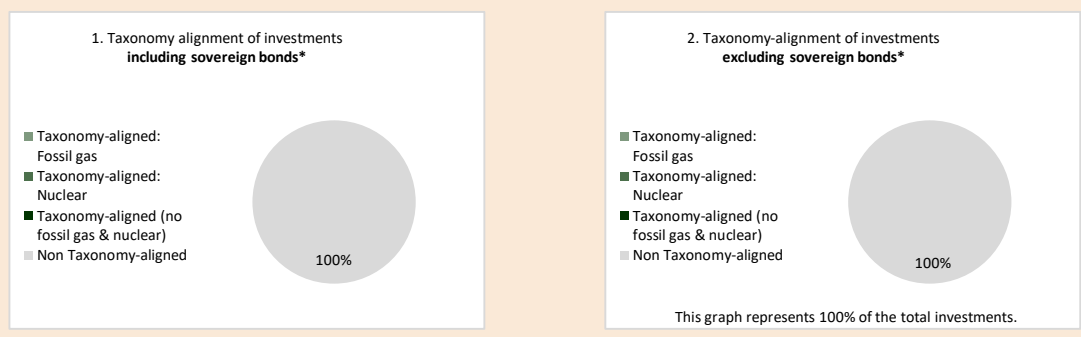 1. Taxonomy alignment of investments
including sovereign bonds*
Taxonomy-aligned:
Fossil gas
Taxonomy-aligned:
Nuclear
Taxonomy-aligned (no
fossil gas & nuclear)
Non Taxonomy-aligned
100%
2. Taxonomy-alignment of investments
excluding sovereign bonds*
Taxonomy-aligned:
Fossil gas
Taxonomy-aligned:
Nuclear
Taxonomy-aligned (no
fossil gas & nuclear)
Non Taxonomy-aligned
100%
This graph represents 100% of the total investments.